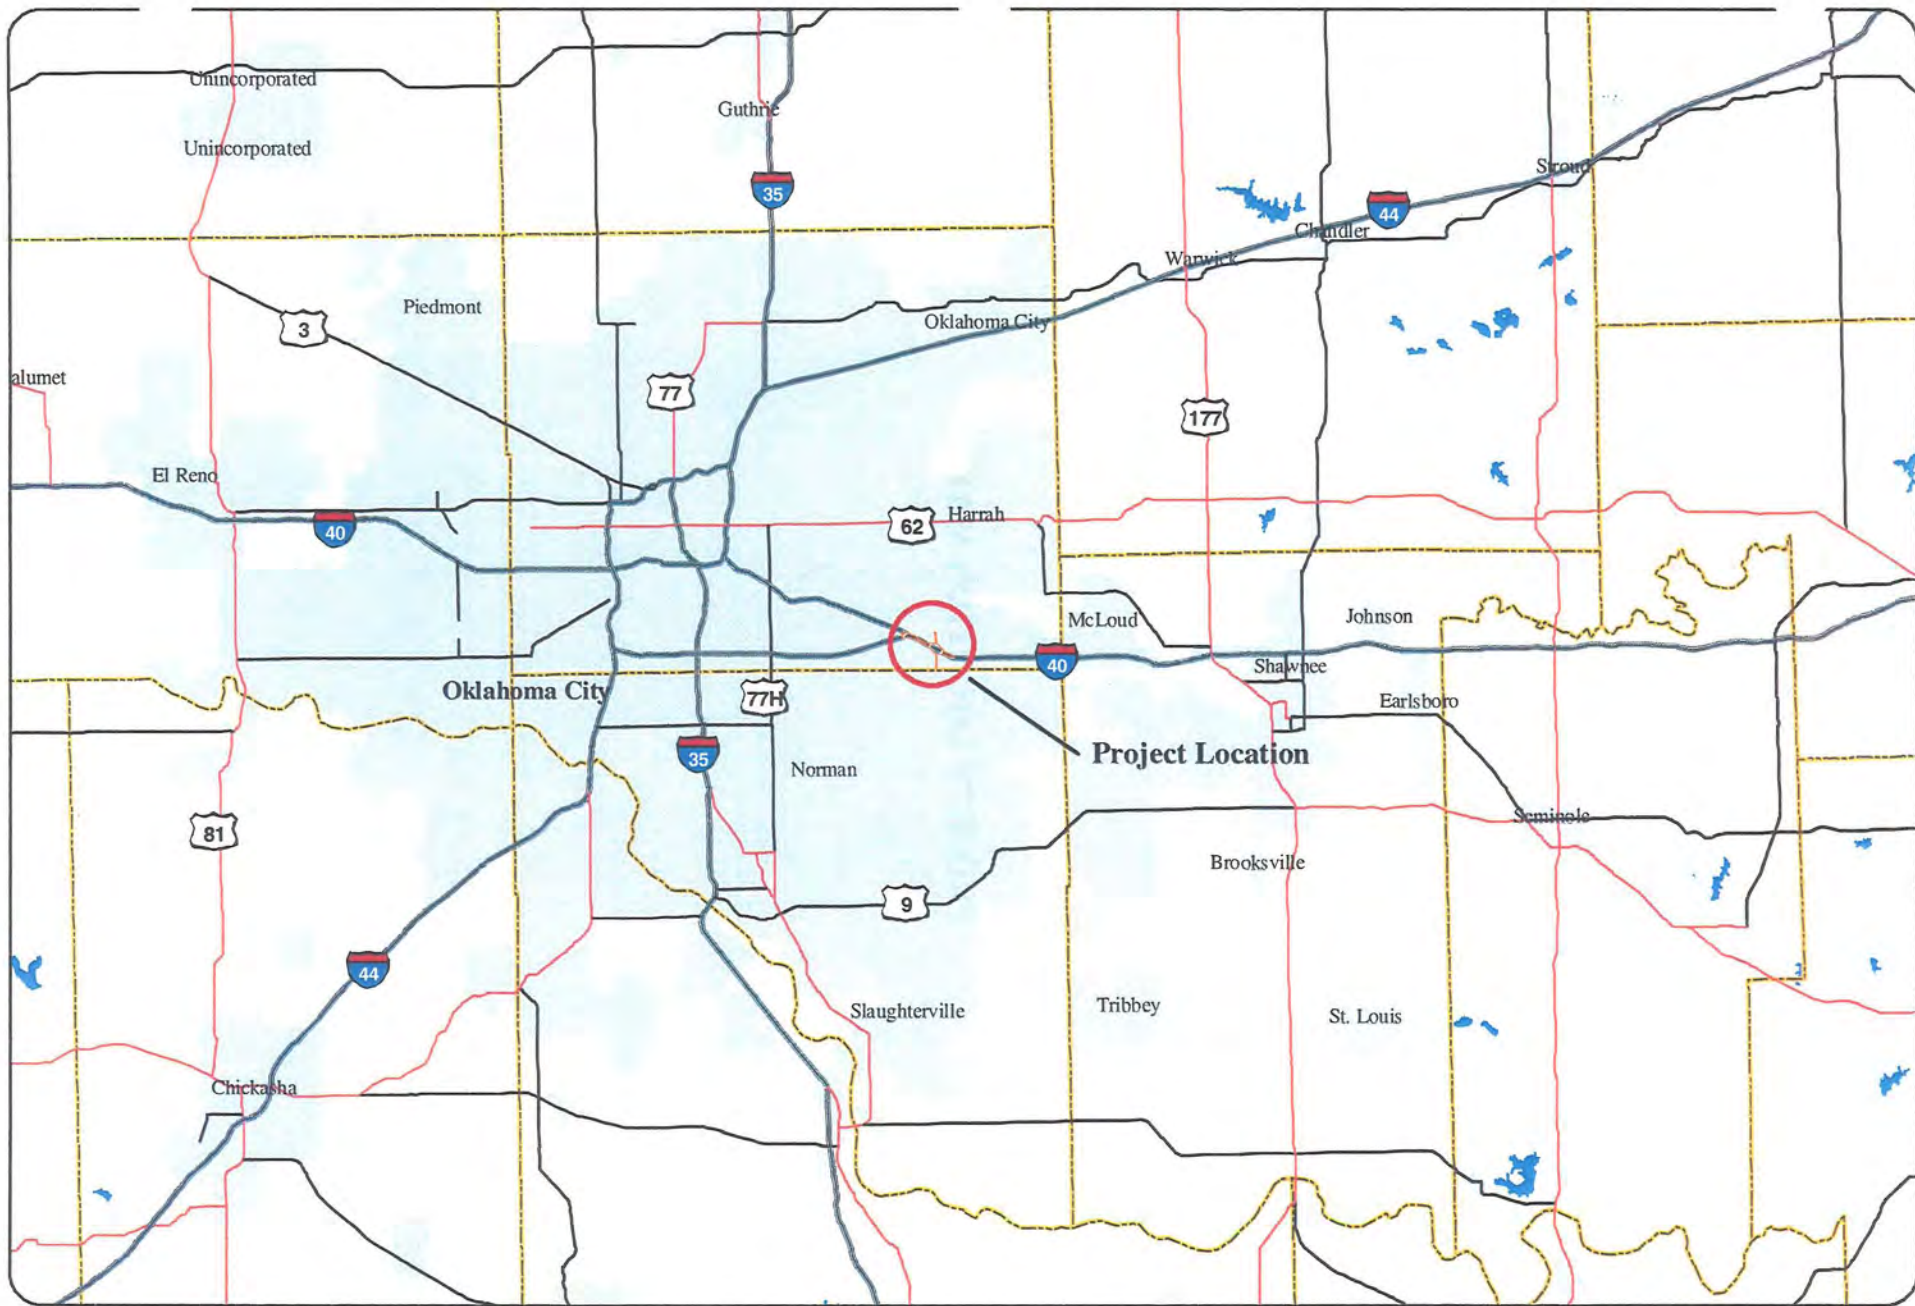 Unincorporated
Guthrie
Unincorporated
Stroud
35
44
Chandler
Warwick
Piedmont
Oklahoma City
3
alumet
77
177
El Reno
Harrah
62
40
McLoud
Johnson
40
Shawnee
Oklahoma City
77H
Earlsboro
35
Project Location
Norman
Seminole
81
Brooksville
9
44
Slaughterville
Tribbey
St. Louis
Chickasha